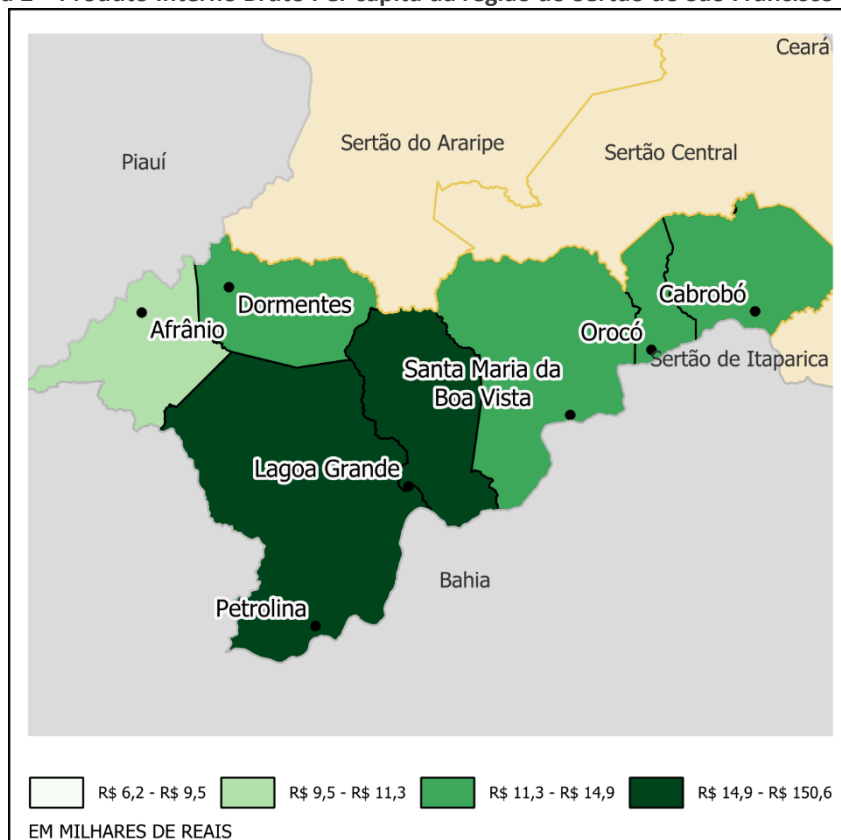 Produto Interno Bruto Per capita da região do Sertão do São Francisco
Ceará
Sertão do Araripe
Sertão Central
Piauí
Dormentes
Cabrobó
Afrânio
Orocó
Sertão de Itaparica
Santa Maria da
Boa Vista
Lagoa Grande
Bahia
Petrolina
R$ 6,2 - R$ 9,5
R$ 9,5 - R$ 11,3
R$ 11,3 - R$ 14,9
R$ 14,9 - R$ 150,6
EM MILHARES DE REAIS